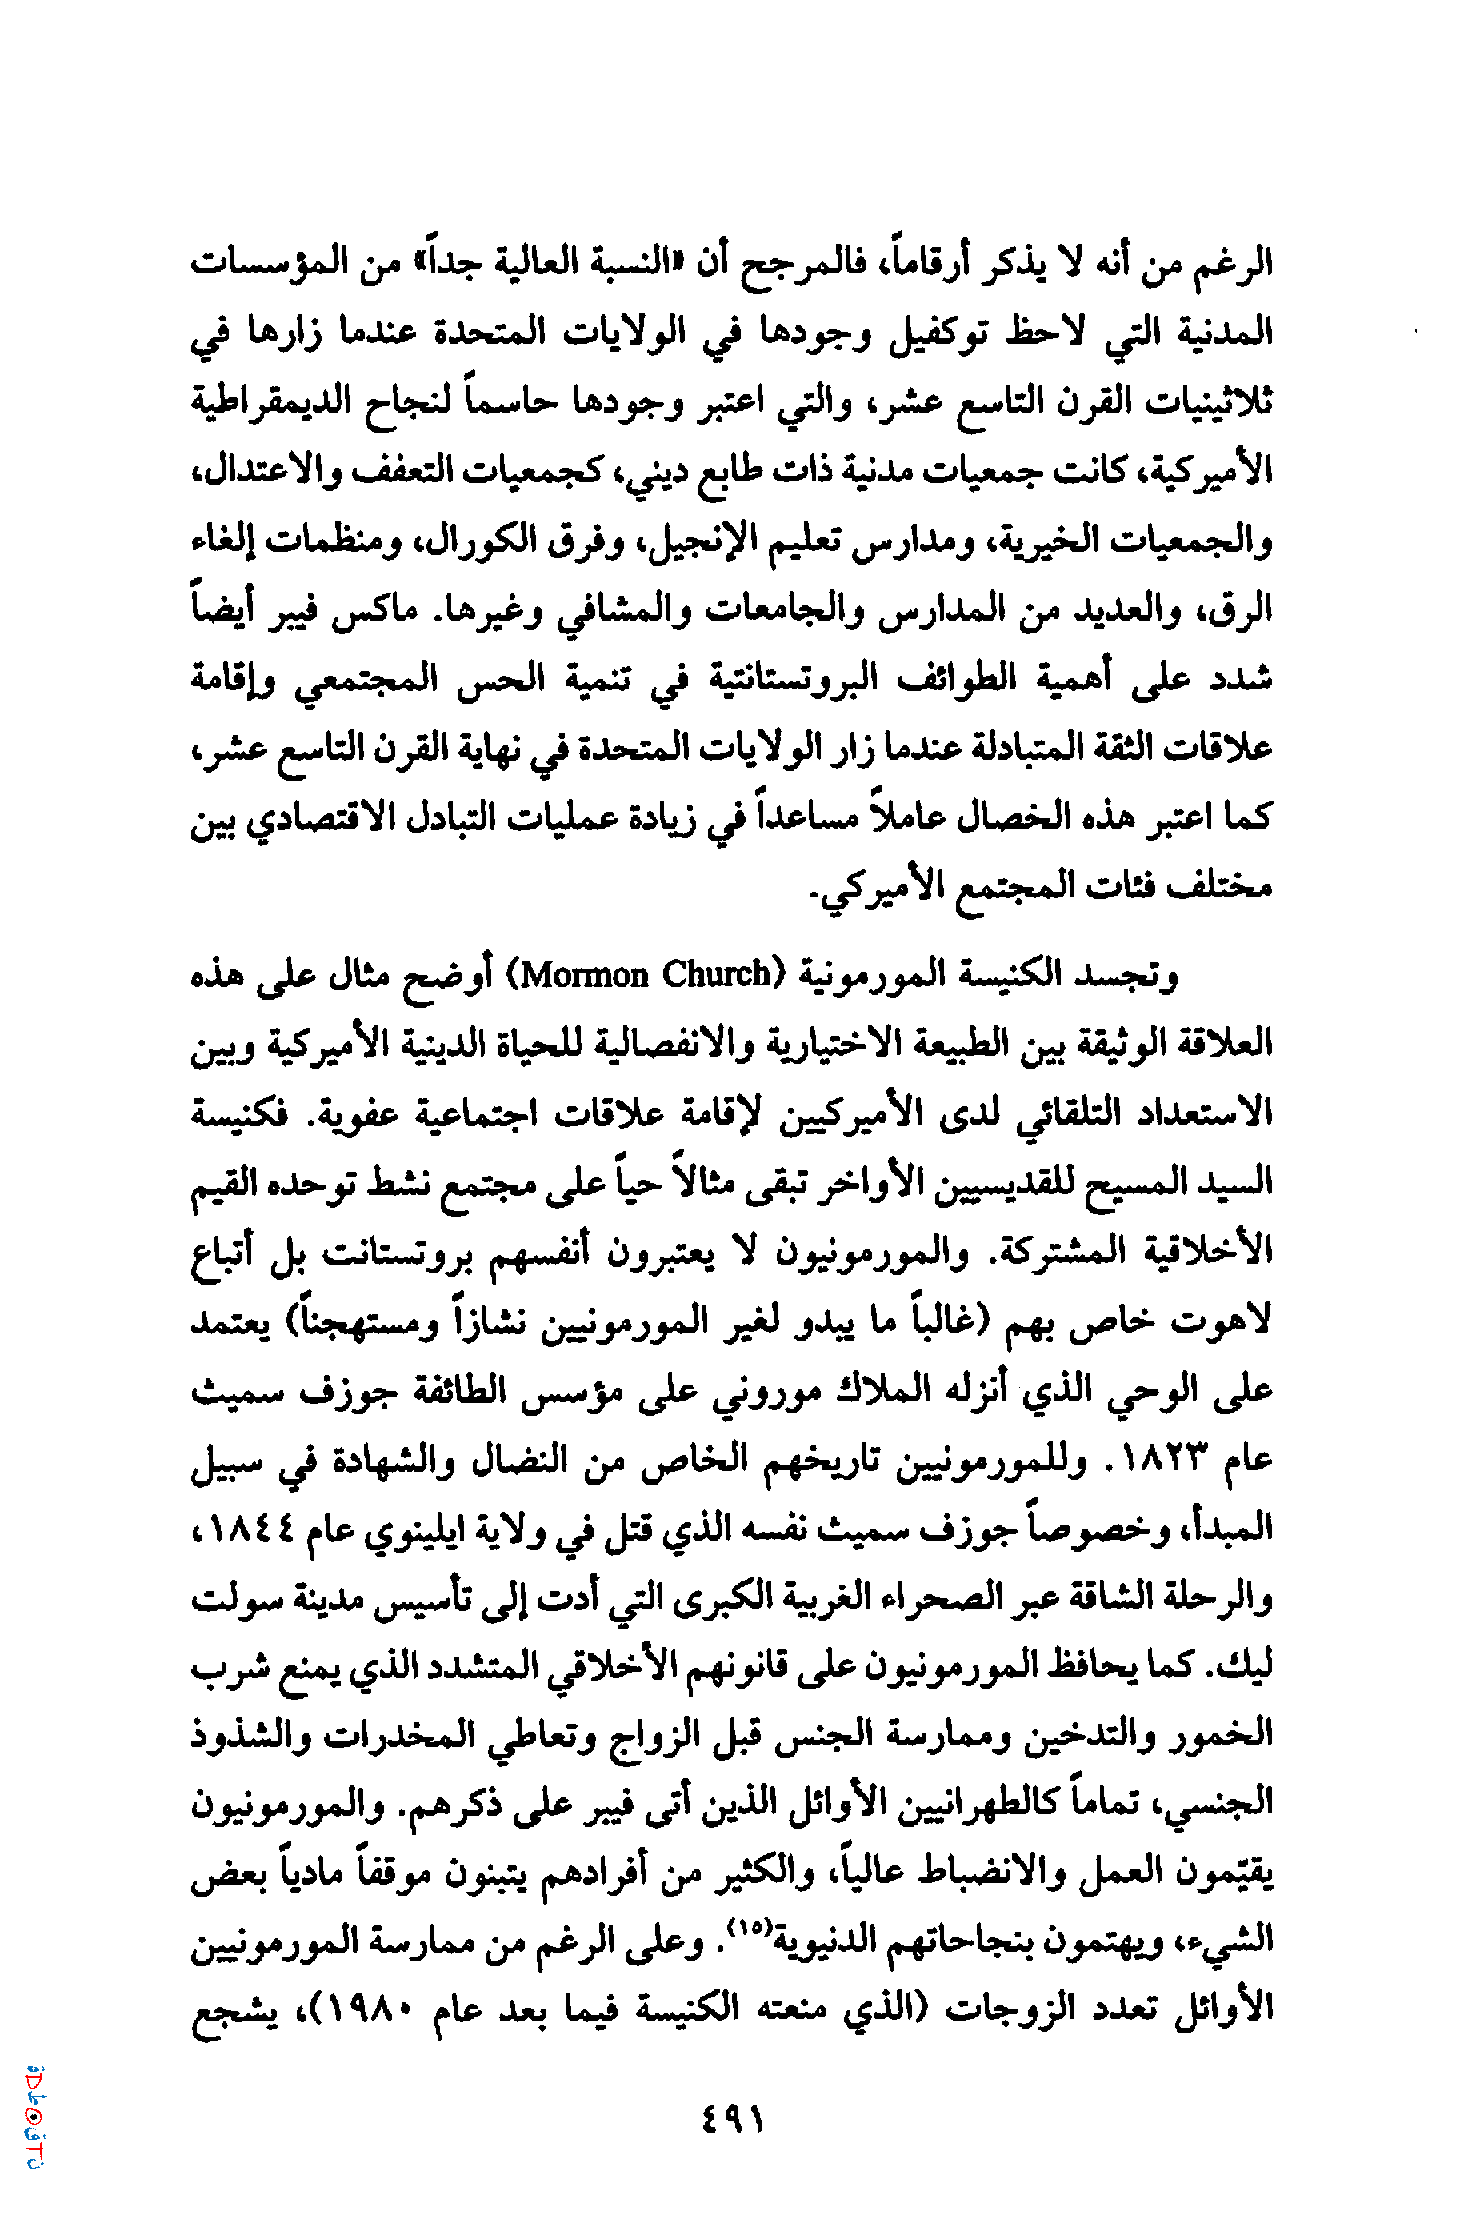 الرغم من أنه لا يذكر أرقاماً، فالمرجح أن «النسبة العالية جداً» من المؤسسات
المدنية التي لاحظ توكفيل وجودها في الولايات المتحدة عندما زارها في
ثلاثينيات القرن التاسع عشر، والتي اعتبر وجودها حاسماً لنجاح الديمقراطية
الأميركية، كانت جمعيات مدنية ذات طابع ديني، كجمعيات التعفف والاعتدال،
والجمعيات الخيرية، ومدارس تعليم الإنجيل، وفرق الكورال، ومنظمات إلغاء
الرق، والعديد من المدارس والجامعات والمشافي وغيرها. ماكس فيبر أيضاً
شدد على أهمية الطوائف البروتستانتية في تنمية الحس المجتمعي وإقامة
علاقات الثقة المتبادلة عندما زار الولايات المتحدة في نهاية القرن التاسع عشر،
كما اعتبر هذه الخصال عاملاً مساعداً في زيادة عمليات التبادل الاقتصادي بين
مختلف فئات المجتمع الأميركي.
وتجسد الكنيسة المورمونية (Mormon Church) أوضح مثال على هذه
العلاقة الوثيقة بين الطبيعة الاختيارية والانفصالية للحياة الدينية الأميركية وبين
الاستعداد التلقائي لدى الأميركيين لإقامة علاقات اجتماعية عفوية. فكنيسة
السيد المسيح للقديسيين الأواخر تبقى مثالاً حياً على مجتمع نشط توحده القيم
الأخلاقية المشتركة. والمورمونيون لا يعتبرون أنفسهم بروتستانت بل أتباع
لاهوت خاص بهم (غالباً ما يبدو لغير المورمونيين نشازاً ومستهجناً) يعتمد
على الوحي الذي أنزله الملاك موروني على مؤسس الطائفة جوزف سميث
عام ١٨٢٣. وللمورمونيين تاريخهم الخاص من النضال والشهادة في سبيل
المبدأ، وخصوصاً جوزف سميث نفسه الذي قتل في ولاية ايلينوي عام ١٨٤٤،
والرحلة الشاقة عبر الصحراء الغربية الكبرى التي أدت إلى تأسيس مدينة سولت
ليك. كما يحافظ المورمونيون على قانونهم الأخلاقي المتشدد الذي يمنع شرب
الخمور والتدخين وممارسة الجنس قبل الزواج وتعاطي المخدرات والشذوذ
الجنسي، تماماً كالطهرانيين الأوائل الذين أتى فيبر على ذكرهم. والمورمونيون
يقيّمون العمل والانضباط عالياً، والكثير من أفرادهم يتبنون موقفاً مادياً بعض
الشيء، ويهتمون بنجاحاتهم الدنيوية(١٥). وعلى الرغم من ممارسة المورمونيين
الأوائل تعدد الزوجات (الذي منعته الكنيسة فيما بعد عام ١٩٨٠)، يشجع
٤٩١